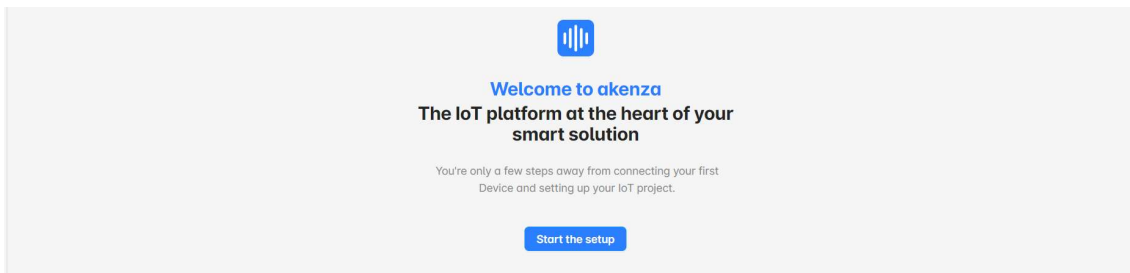 Welcome to akenza
The IoT platform at the heart of your
smart solution
You're only a few steps away from connecting your first
Device and setting up your IoT project.
Start the setup